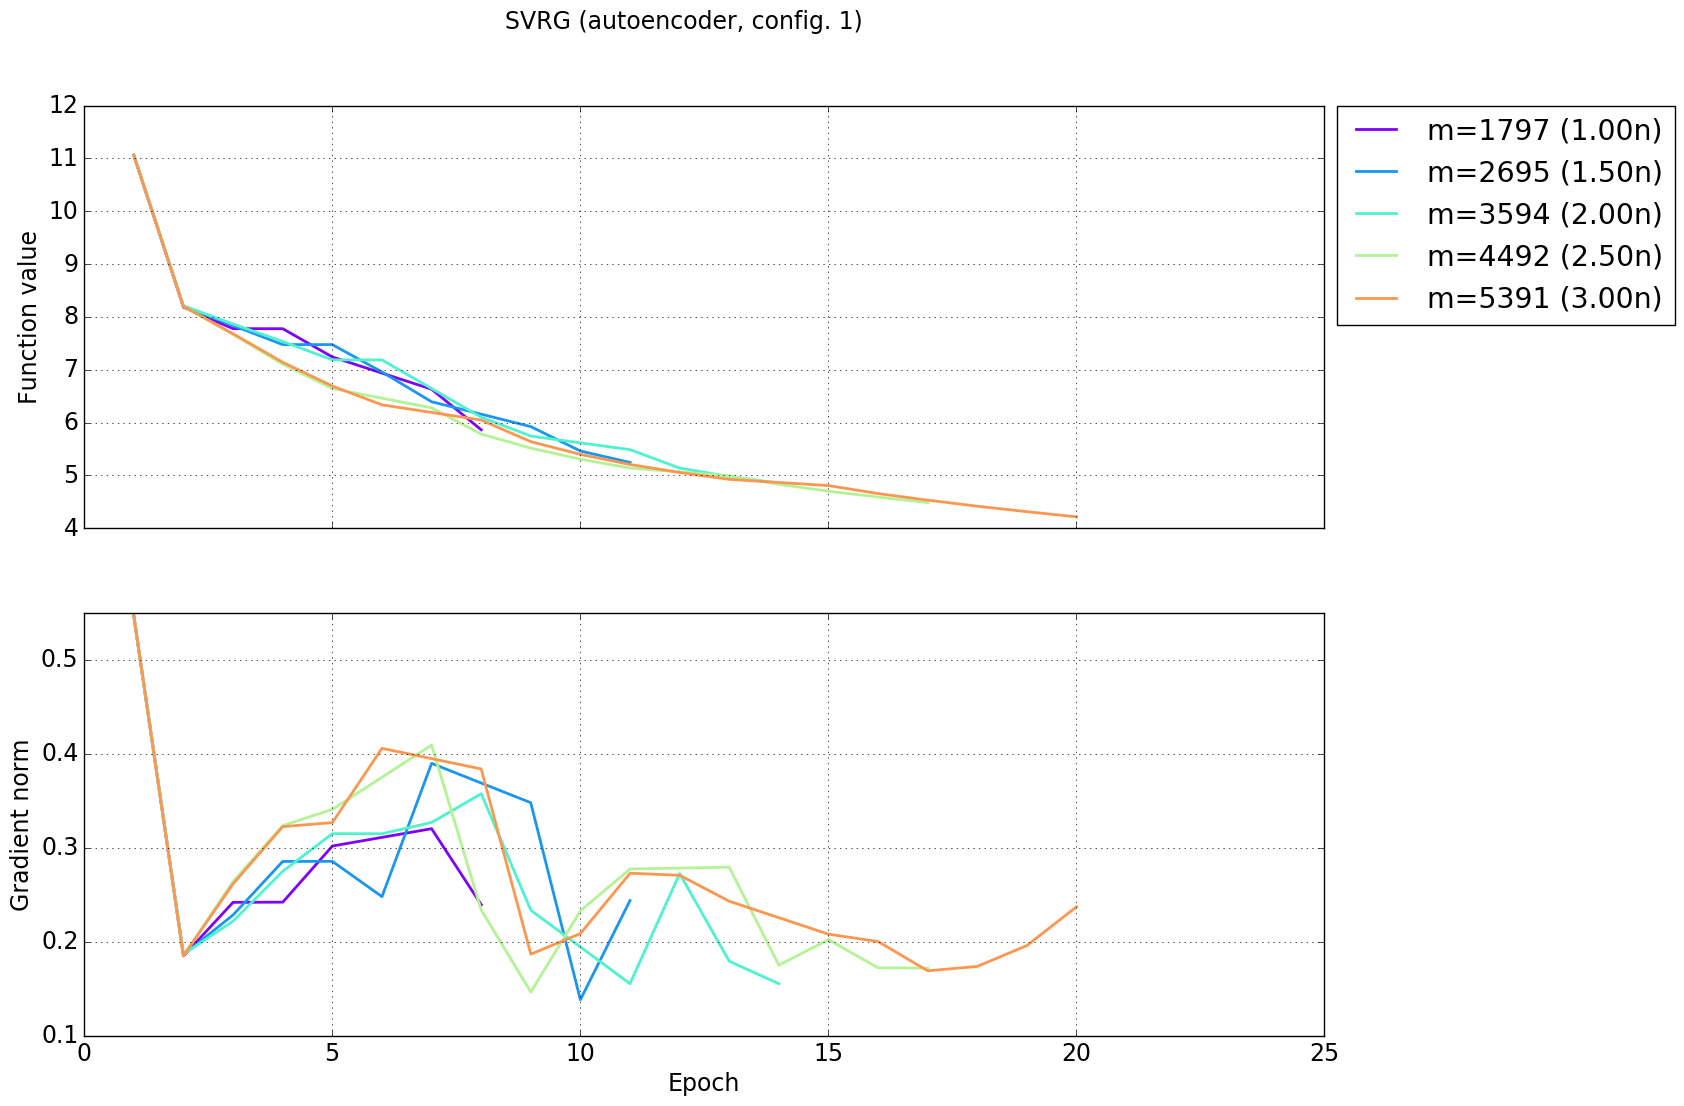 SVRG (autoencoder, config. 1)
Function value
12
11
10
9
8
7
6
5
4
m=1797 (1.00n)
m=2695 (1.50n)
m=3594 (2.00n)
m=4492 (2.50n)
m=5391 (3.00n)
Gradient norm
0.5
0.4
0.3
0.2
0.1
0 5 10 15 20 25
Epoch